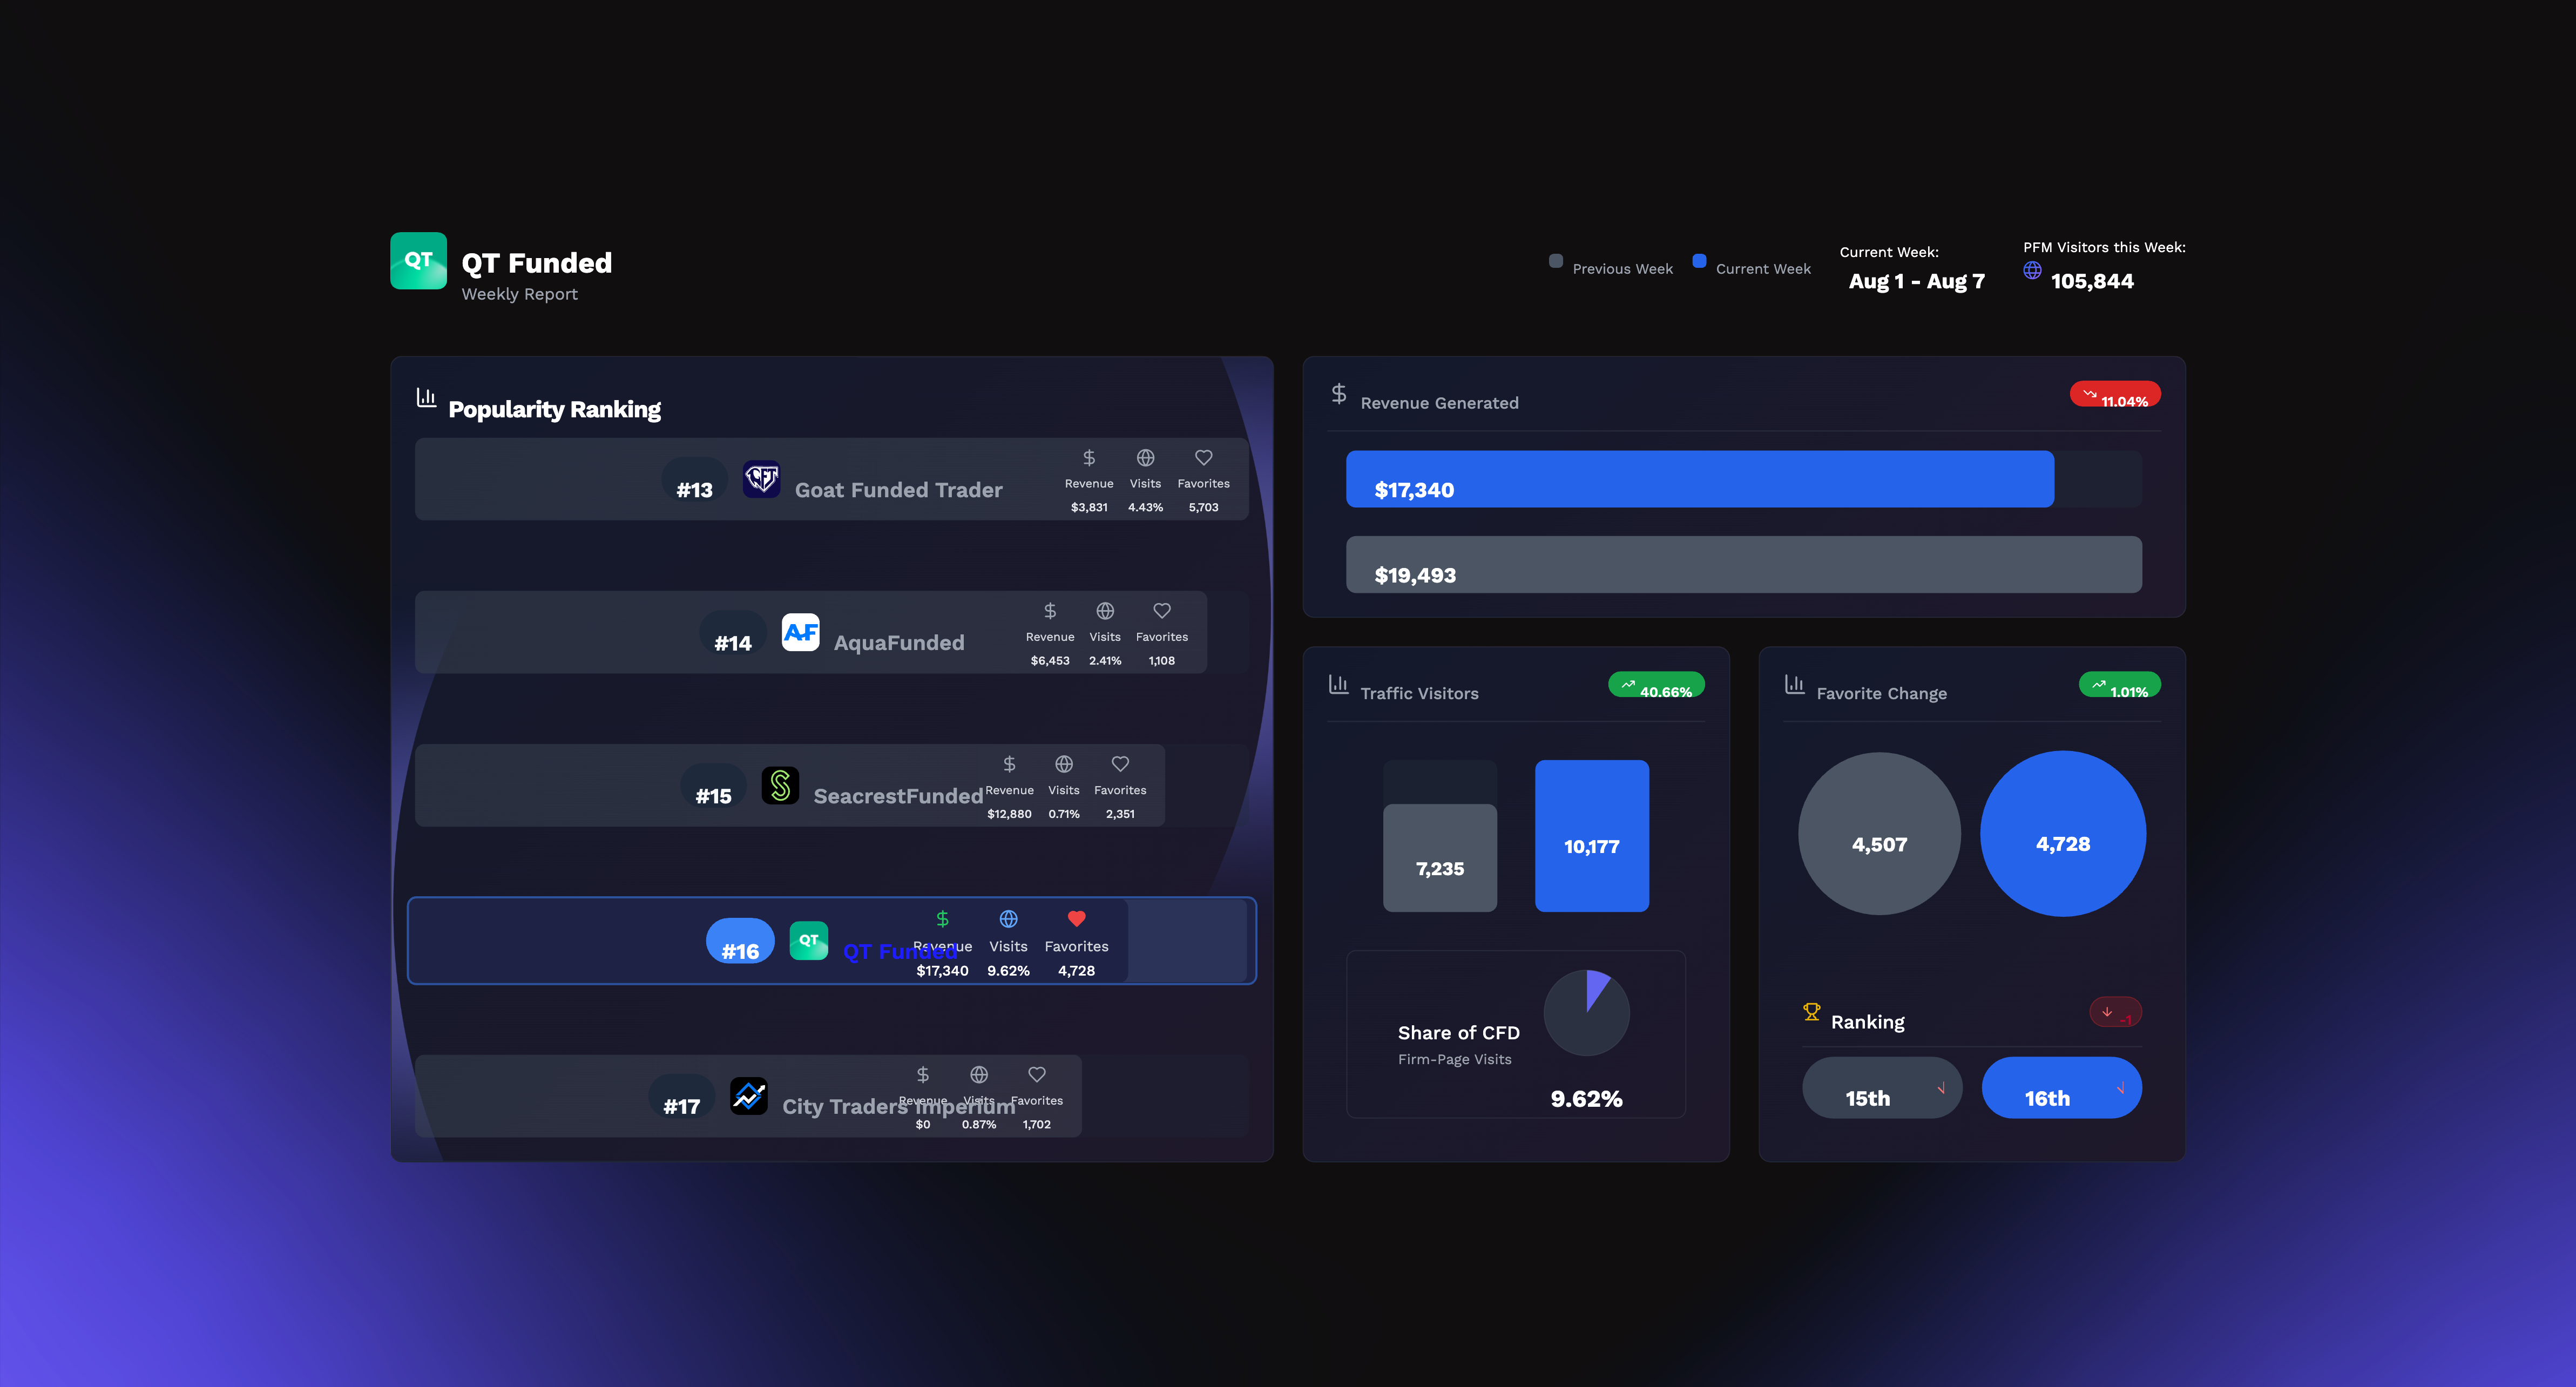 QT
QT Funded
Weekly Report
Previous Week
Current Week
Current Week:
Aug 1 - Aug 7
PFM Visitors this Week:
105,844
Popularity Ranking
#13
GFT
Goat Funded Trader
Revenue
Visits
Favorites
$3,831
4.43%
5,703
#14
AF
AquaFunded
Revenue
Visits
Favorites
$6,453
2.41%
1,108
#15
S
SeacrestFunded
Revenue
Visits
Favorites
$12,880
0.71%
2,351
#16
QT
QT Funded
Revenue
Visits
Favorites
$17,340
9.62%
4,728
#17
City Traders Imperium
Revenue
Visits
Favorites
$0
0.87%
1,702
Revenue Generated
11.04%
$17,340
$19,493
Traffic Visitors
40.66%
7,235
10,177
Share of CFD
Firm-Page Visits
9.62%
Favorite Change
1.01%
4,507
4,728
Ranking
-1
15th
16th